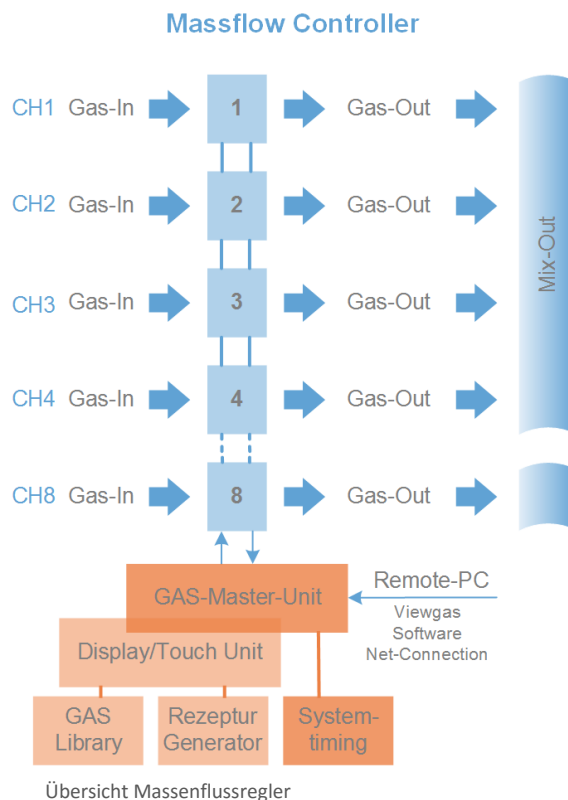 Massflow Controller
CH1 Gas-In 1 Gas-Out
CH2 Gas-In 2 Gas-Out
CH3 Gas-In 3 Gas-Out
CH4 Gas-In 4 Gas-Out
CH8 Gas-In 8 Gas-Out
Mix-Out
GAS-Master-Unit
Remote-PC
Viewgas
Software
Net-Connection
Display/Touch Unit
GAS
Library
Rezeptur
Generator
System-
timing
Übersicht Massenflussregler